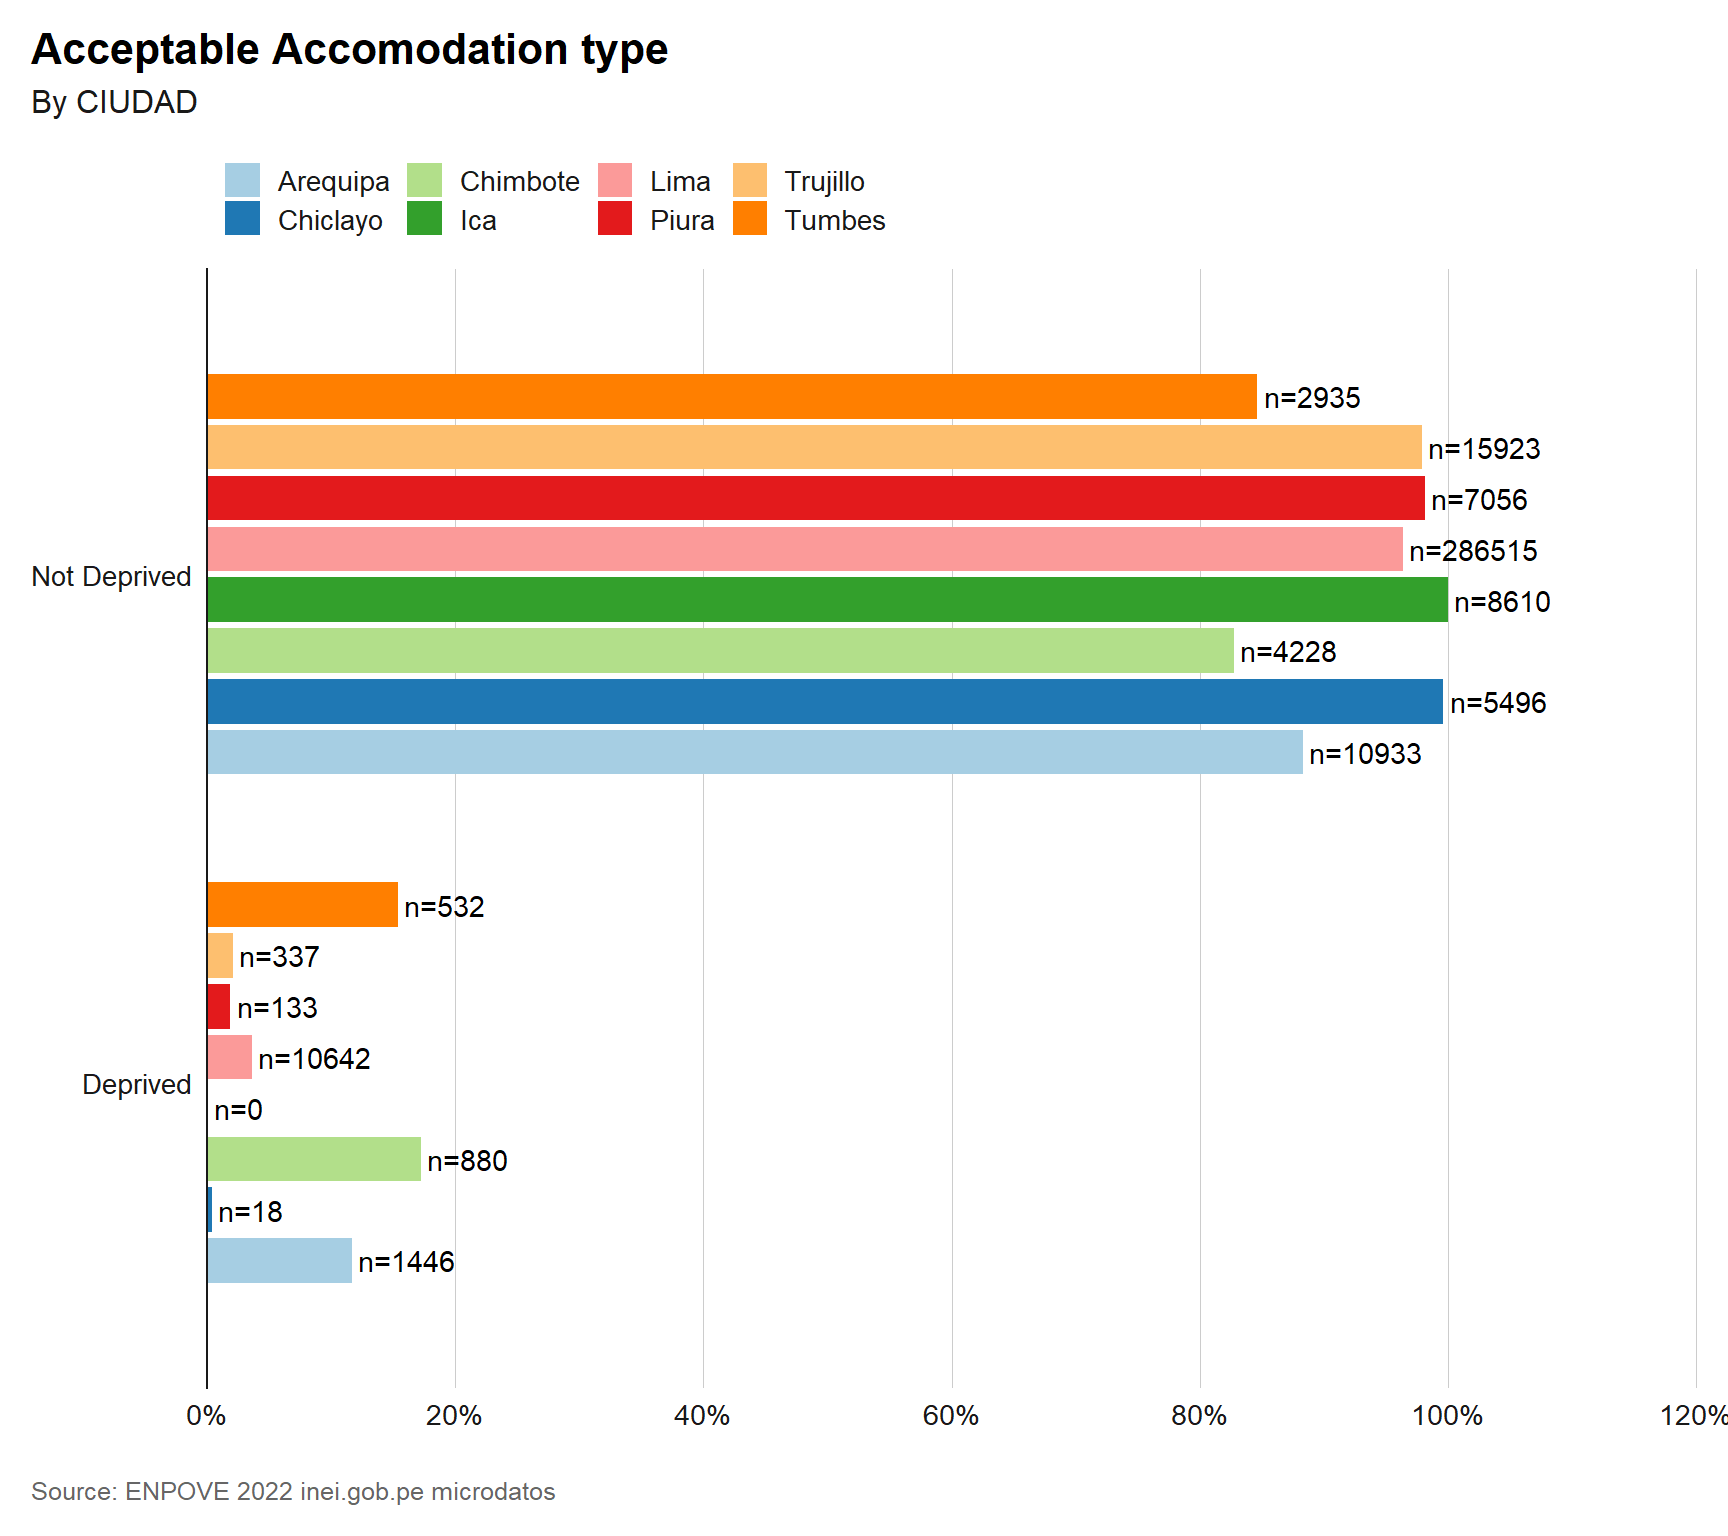 Acceptable Accomodation type
By CIUDAD
Arequipa Chimbote Lima Trujillo
Chiclayo Ica Piura Tumbes
n=2935
n=15923
n=7056
n=286515
Not Deprived
n=8610
n=4228
n=5496
n=10933
n=532
n=337
n=133
n=10642
Deprived
n=0
n=880
n=18
n=1446
0% 20% 40% 60% 80% 100% 120%
Source: ENPOVE 2022 inei.gob.pe microdatos